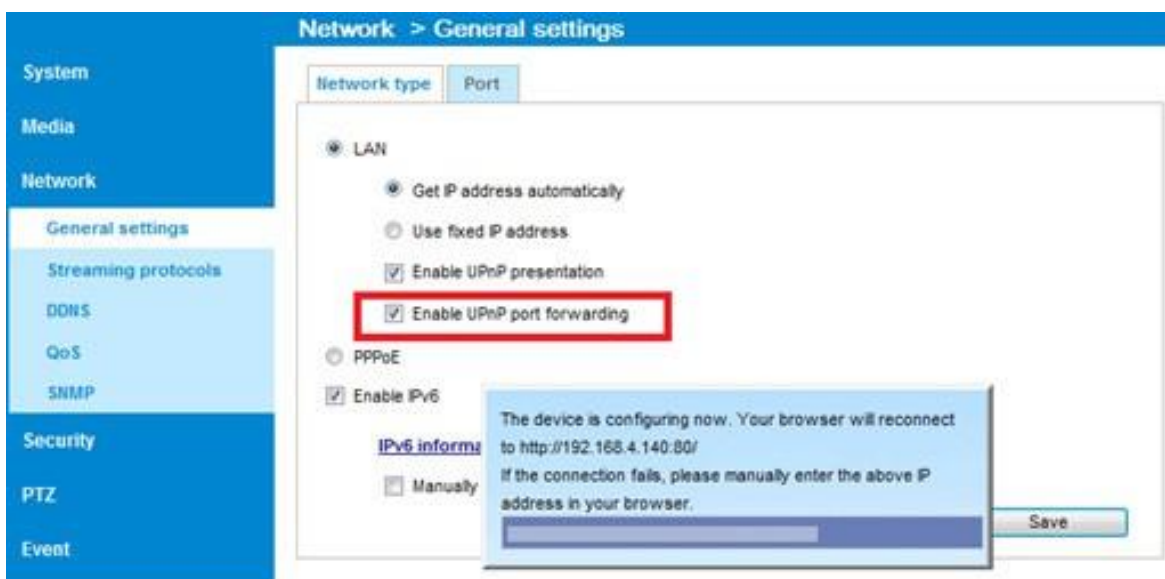 Network > General settings
System
Media
Network
General settings
Streaming protocols
DDNS
QoS
SNMP
Security
PTZ
Event
Network type
Port
LAN
Get IP address automatically
Use fixed IP address
Enable UPnP presentation
Enable UPnP port forwarding
PPPoE
Enable IPv6
IPv6 informa
Manually
The device is configuring now. Your browser will reconnect
to http://192.168.4.140:80/
If the connection fails, please manually enter the above IP
address in your browser.
Save